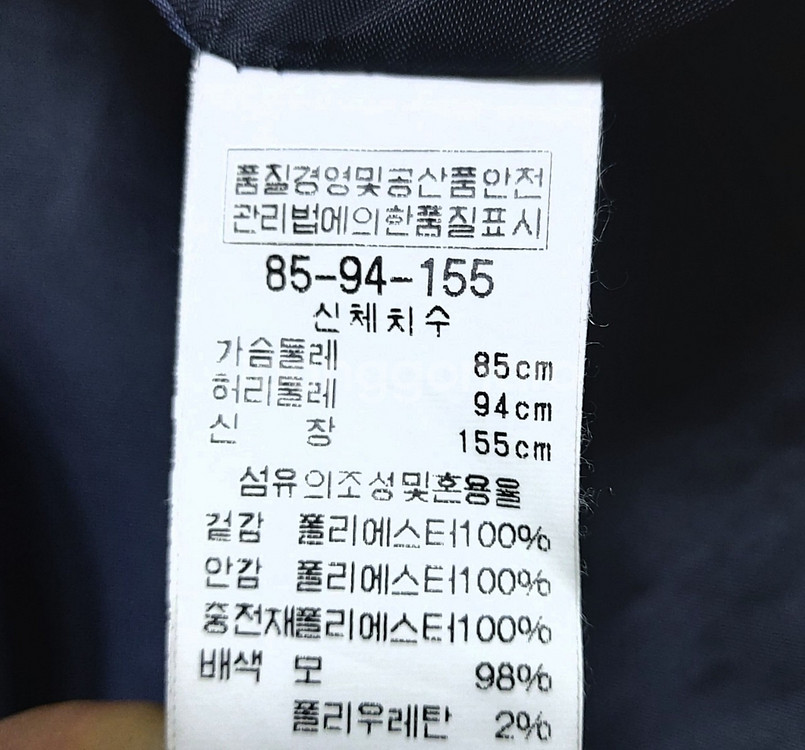 품질경영및공산품안전
관리법에의한품질표시
85-94-155
신체치수
가슴둘레 85cm
허리둘레 94cm
신 장 155cm
섬유의조성및혼용율
겉감 폴리에스터100%
안감 폴리에스터100%
충전재폴리에스터100%
배색 모 98%
폴리우레탄 2%